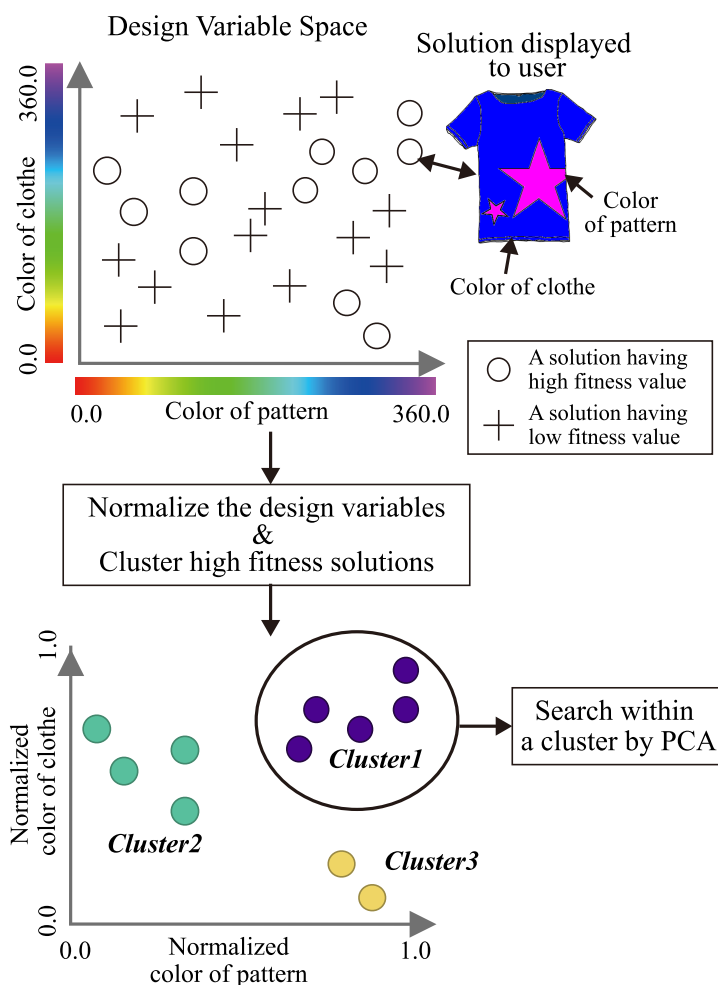 Design Variable Space
Solution displayed
to user
360.0
Color of clothe
0.0
Color
of pattern
Color of clothe
0.0
Color of pattern
360.0
A solution having
high fitness value
A solution having
low fitness value
Normalize the design variables
&
Cluster high fitness solutions
1.0
Normalized
color of clothe
0.0
Cluster1
Cluster2
Cluster3
Search within
a cluster by PCA
0.0
Normalized
color of pattern
1.0